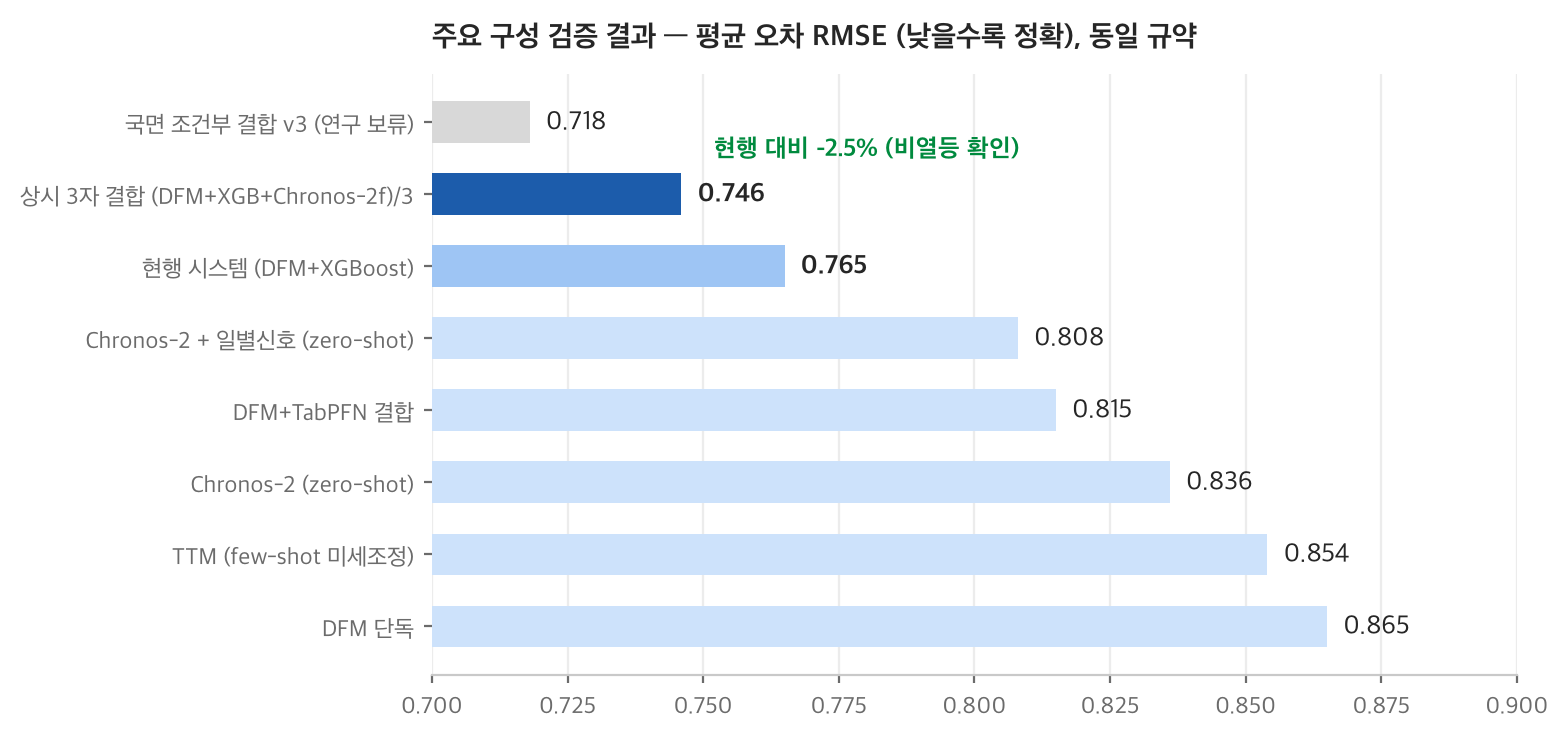 주요 구성 검증 결과 — 평균 오차 RMSE (낮을수록 정확), 동일 규약
국면 조건부 결합 v3 (연구 보류)
0.718
현행 대비 -2.5% (비열등 확인)
상시 3자 결합 (DFM+XGB+Chronos-2f)/3
0.746
현행 시스템 (DFM+XGBoost)
0.765
Chronos-2 + 일별신호 (zero-shot)
0.808
DFM+TabPFN 결합
0.815
Chronos-2 (zero-shot)
0.836
TTM (few-shot 미세조정)
0.854
DFM 단독
0.865
0.700 0.725 0.750 0.775 0.800 0.825 0.850 0.875 0.900